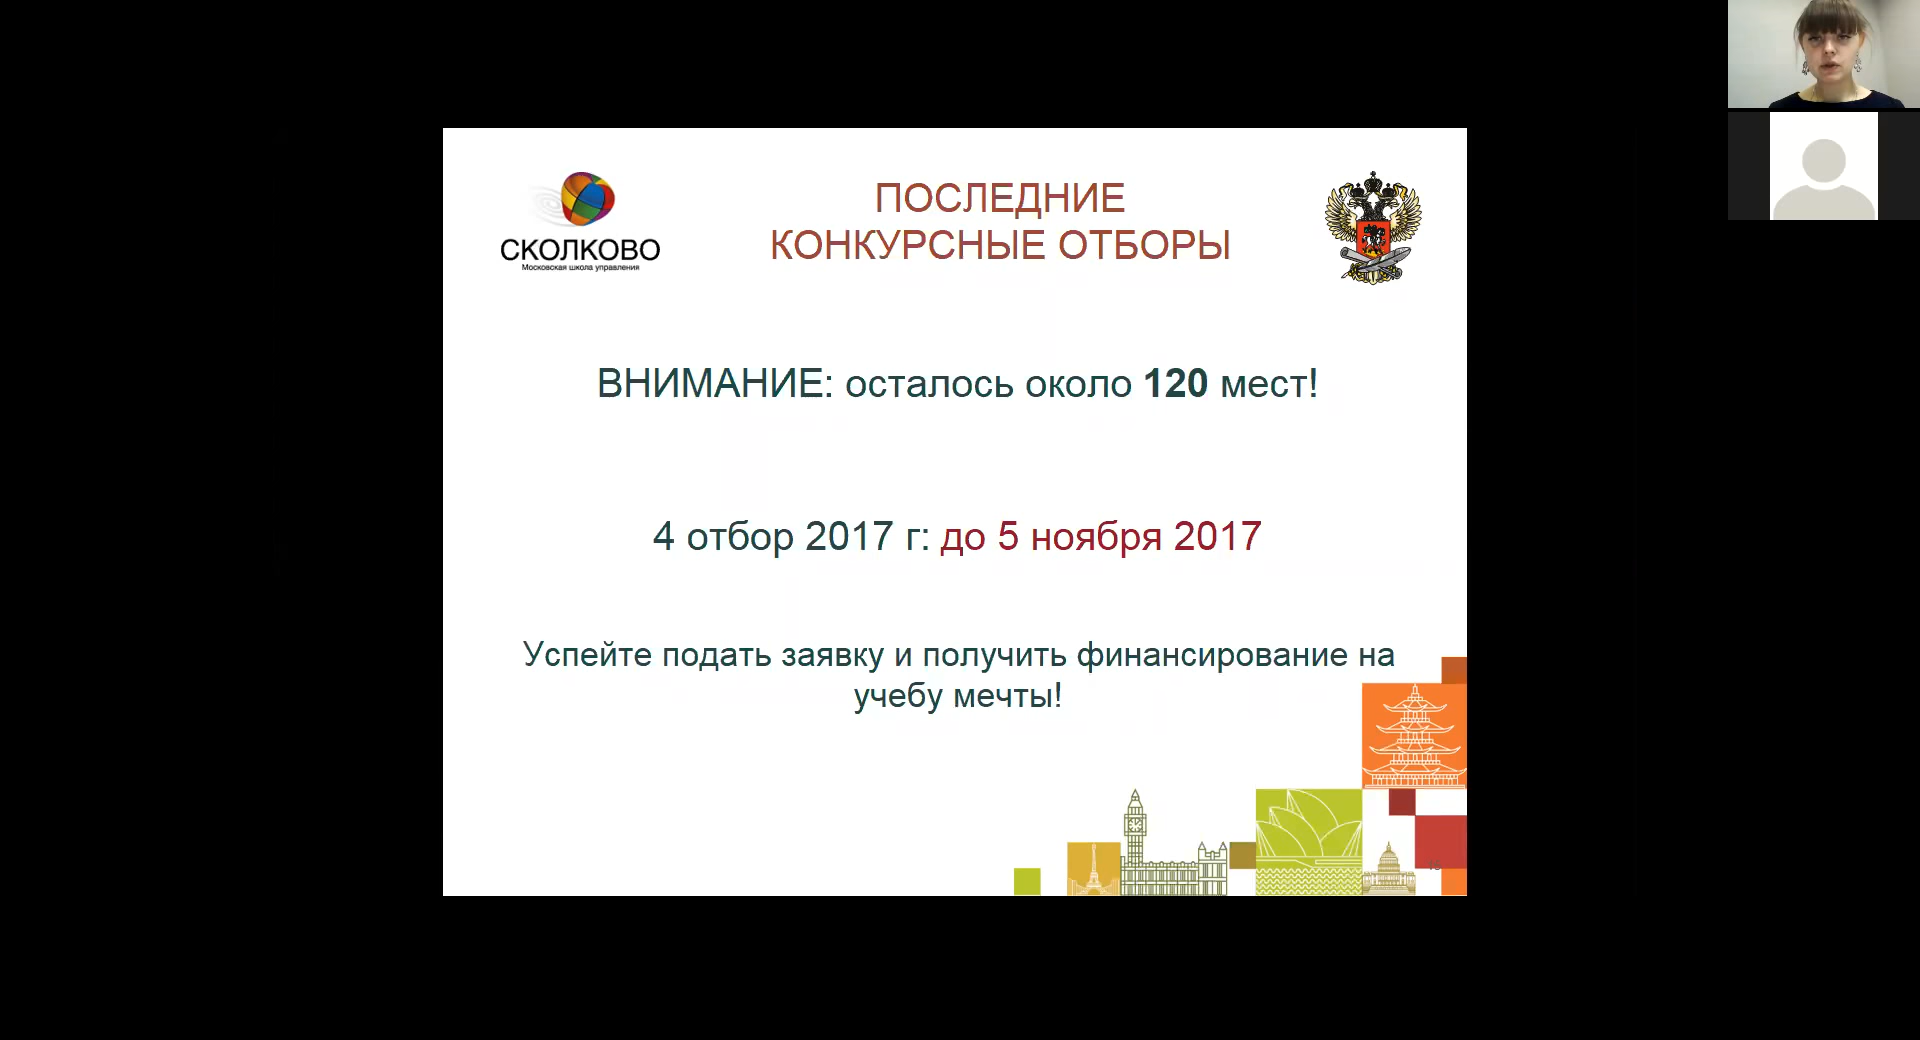 СКОЛКОВО
Московская школа управления
ПОСЛЕДНИЕ
КОНКУРСНЫЕ ОТБОРЫ
ВНИМАНИЕ: осталось около 120 мест!
4 отбор 2017 г: до 5 ноября 2017
Успейте подать заявку и получить финансирование на
учебу мечты!